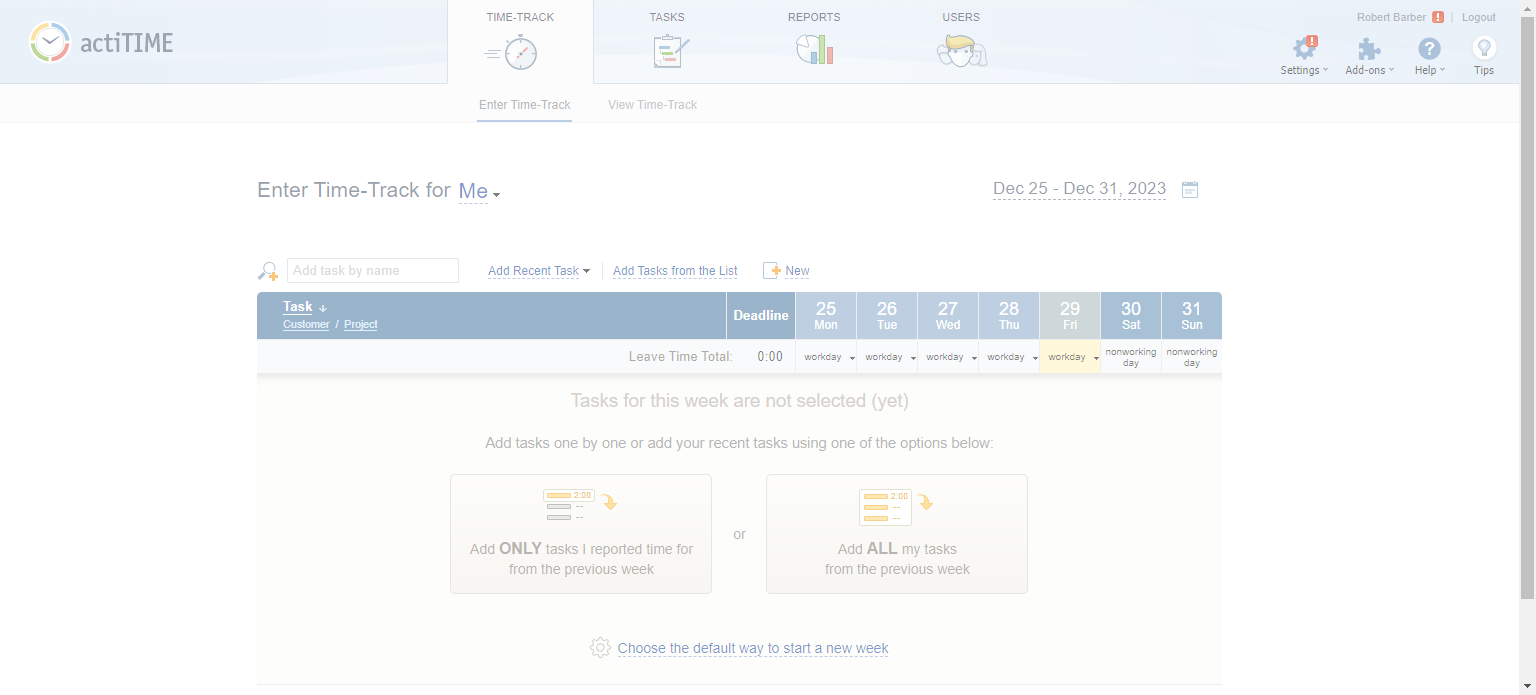 actiTIME
TIME-TRACK
TASKS
REPORTS
USERS
Robert Barber ! | Logout
Settings
Add-ons
Help
Tips
Enter Time-Track
View Time-Track
Enter Time-Track for Me
Dec 25 - Dec 31, 2023
Add task by name
Add Recent Task
Add Tasks from the List
New
Task ↓
Customer / Project
Deadline
25 Mon
26 Tue
27 Wed
28 Thu
29 Fri
30 Sat
31 Sun
Leave Time Total: 0:00
workday
workday
workday
workday
workday
nonworking day
nonworking day
Tasks for this week are not selected (yet)
Add tasks one by one or add your recent tasks using one of the options below:
2:00
--
--
Add ONLY tasks I reported time for
from the previous week
or
2:00
--
--
Add ALL my tasks
from the previous week
Choose the default way to start a new week